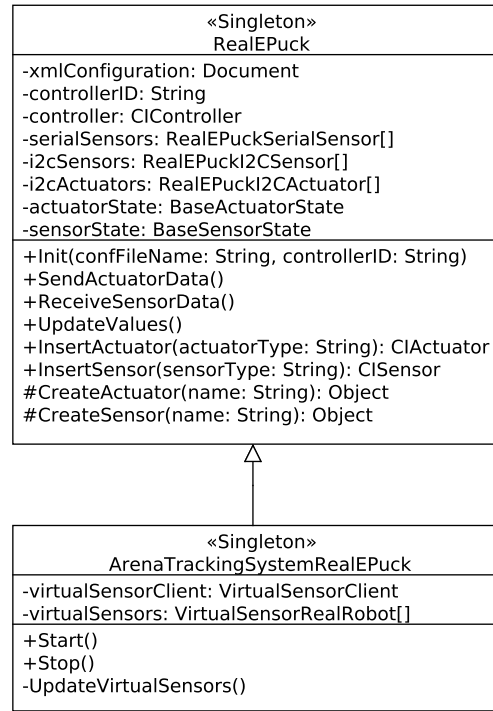 «Singleton»
RealEPuck
-xmlConfiguration: Document
-controllerID: String
-controller: CIController
-serialSensors: RealEPuckSerialSensor[]
-i2cSensors: RealEPuckI2CSensor[]
-i2cActuators: RealEPuckI2CActuator[]
-actuatorState: BaseActuatorState
-sensorState: BaseSensorState
+Init(confFileName: String, controllerID: String)
+SendActuatorData()
+ReceiveSensorData()
+UpdateValues()
+InsertActuator(actuatorType: String): CIActuator
+InsertSensor(sensorType: String): CISensor
#CreateActuator(name: String): Object
#CreateSensor(name: String): Object
«Singleton»
ArenaTrackingSystemRealEPuck
-virtualSensorClient: VirtualSensorClient
-virtualSensors: VirtualSensorRealRobot[]
+Start()
+Stop()
-UpdateVirtualSensors()